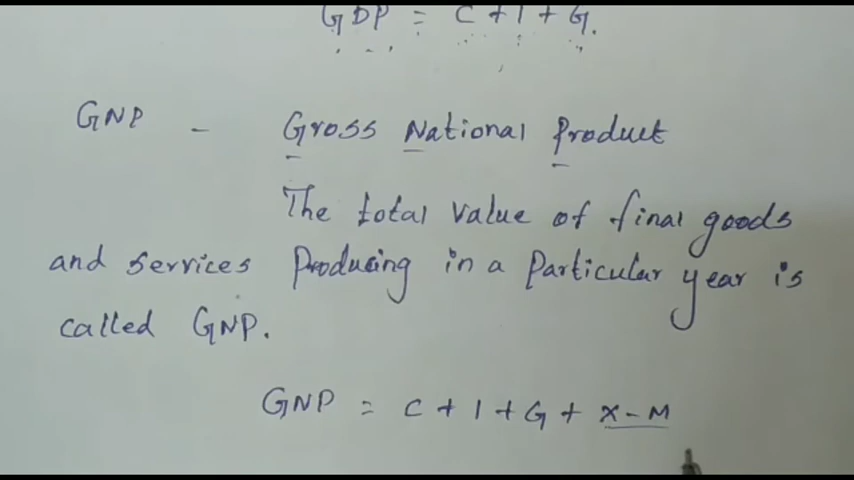 GDP = C + I + G.
GNP - Gross National Product
The total value of final goods
and services Producing in a Particular year is
called GNP.
GNP = C + I + G + X - M